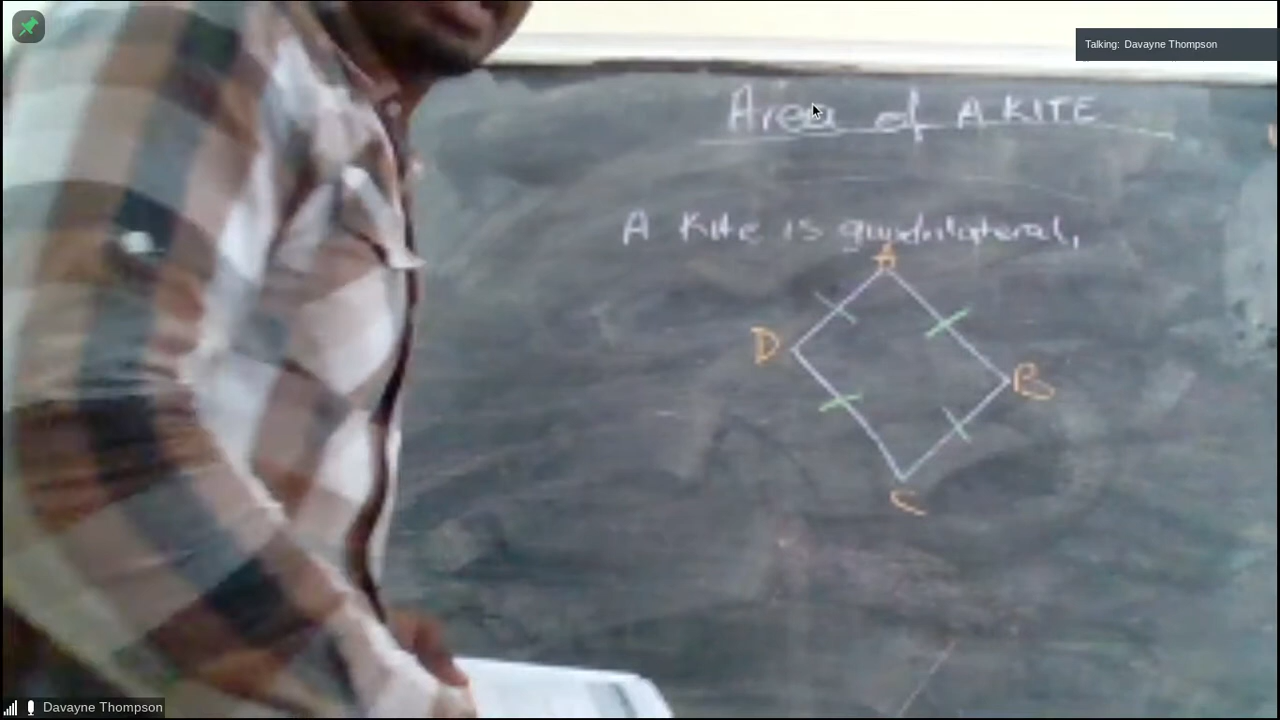 Talking: Davayne Thompson
Area of A KITE
A Kite is quadrilateral,
A
D
B
C
Davayne Thompson